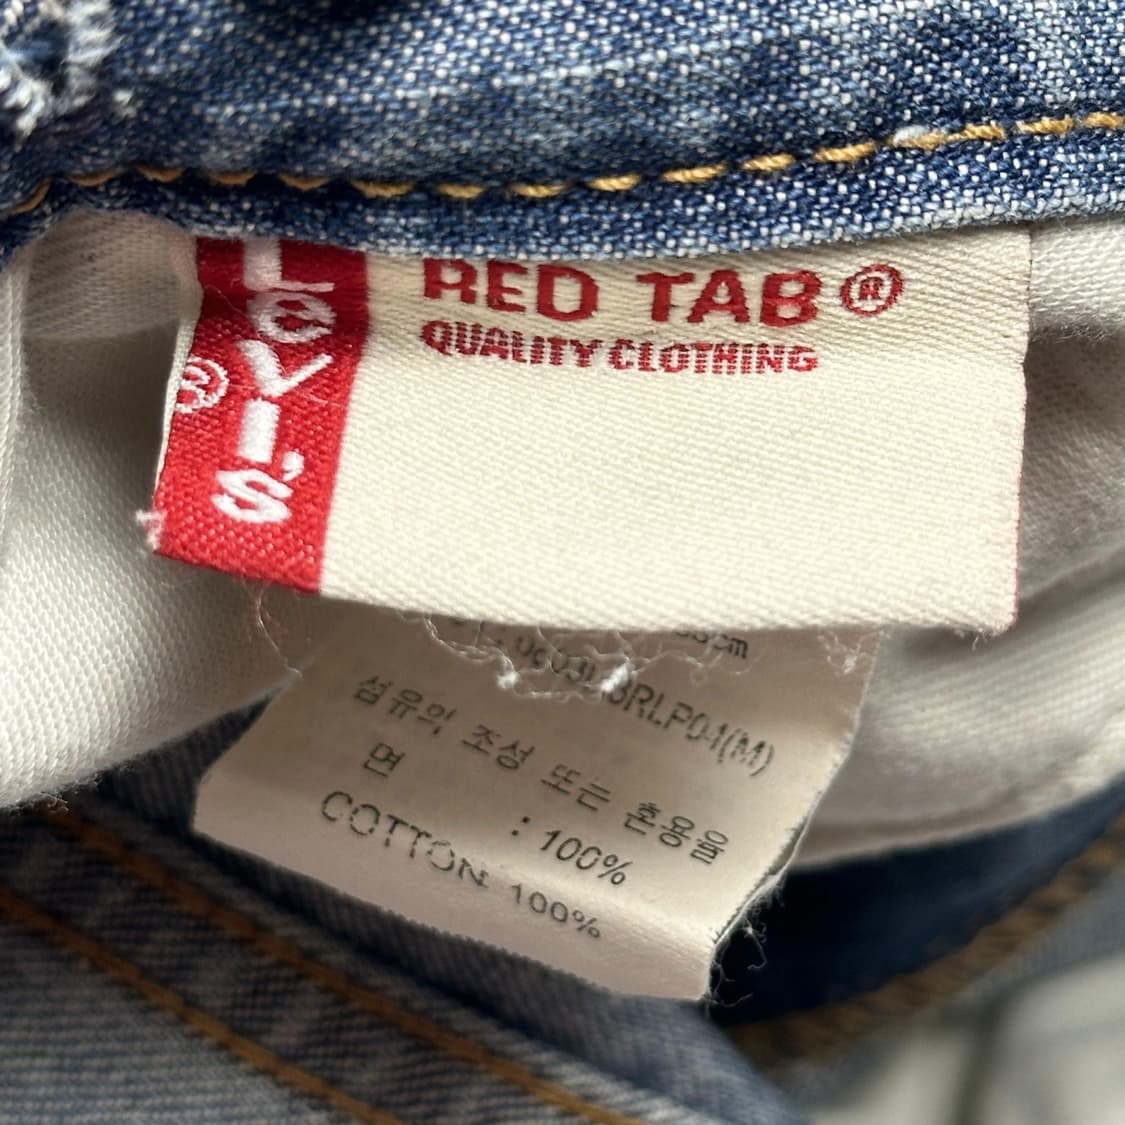 Levi's
®
RED TAB®
QUALITY CLOTHING
cm
섬유의 조성 또는 혼용율
면 : 100%
COTTON 100%